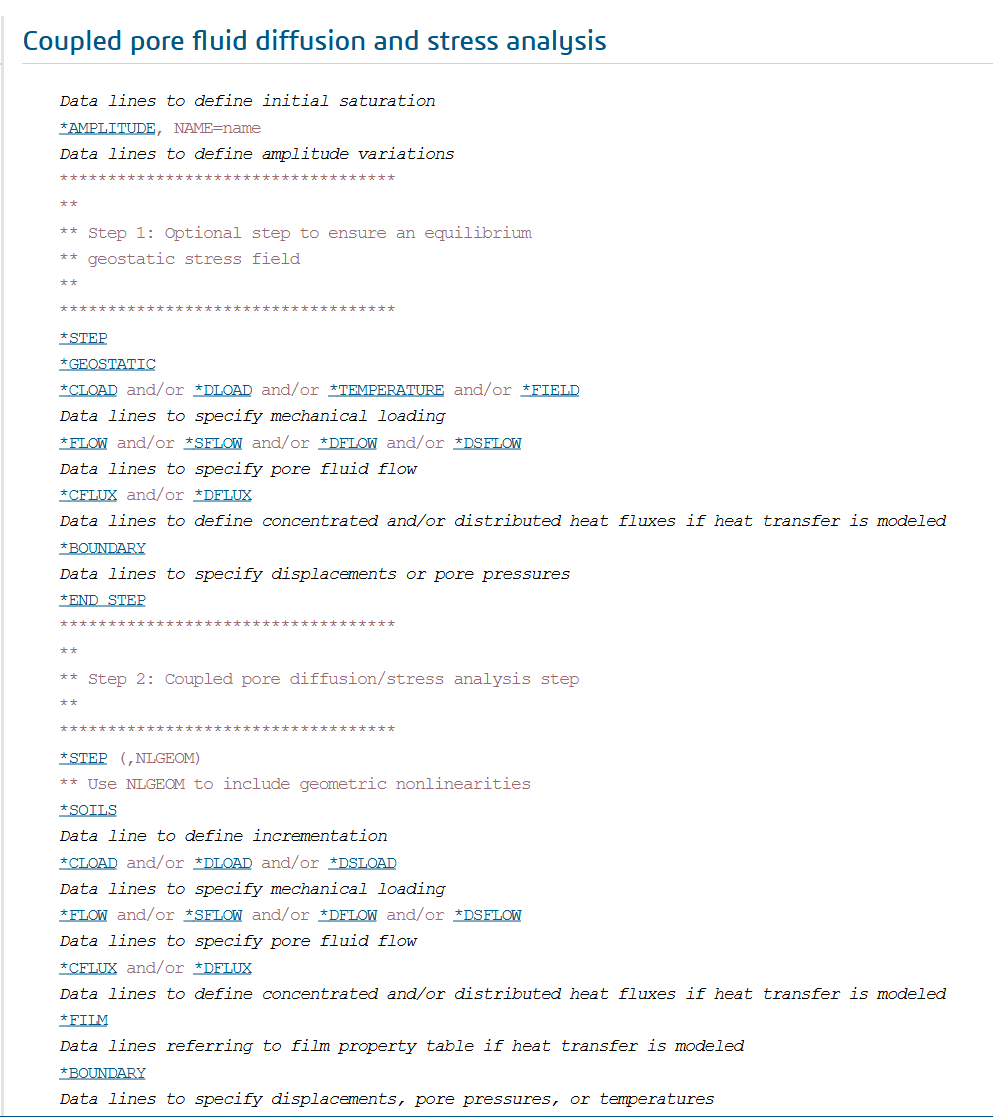 Coupled pore fluid diffusion and stress analysis
Data lines to define initial saturation
*AMPLITUDE, NAME=name
Data lines to define amplitude variations
***********************************
**
** Step 1: Optional step to ensure an equilibrium
** geostatic stress field
**
***********************************
*STEP
*GEOSTATIC
*CLOAD and/or *DLOAD and/or *TEMPERATURE and/or *FIELD
Data lines to specify mechanical loading
*FLOW and/or *SFLOW and/or *DFLOW and/or *DSFLOW
Data lines to specify pore fluid flow
*CFLUX and/or *DFLUX
Data lines to define concentrated and/or distributed heat fluxes if heat transfer is modeled
*BOUNDARY
Data lines to specify displacements or pore pressures
*END STEP
***********************************
**
** Step 2: Coupled pore diffusion/stress analysis step
**
***********************************
*STEP (,NLGEOM)
** Use NLGEOM to include geometric nonlinearities
*SOILS
Data line to define incrementation
*CLOAD and/or *DLOAD and/or *DSLOAD
Data lines to specify mechanical loading
*FLOW and/or *SFLOW and/or *DFLOW and/or *DSFLOW
Data lines to specify pore fluid flow
*CFLUX and/or *DFLUX
Data lines to define concentrated and/or distributed heat fluxes if heat transfer is modeled
*FILM
Data lines referring to film property table if heat transfer is modeled
*BOUNDARY
Data lines to specify displacements, pore pressures, or temperatures